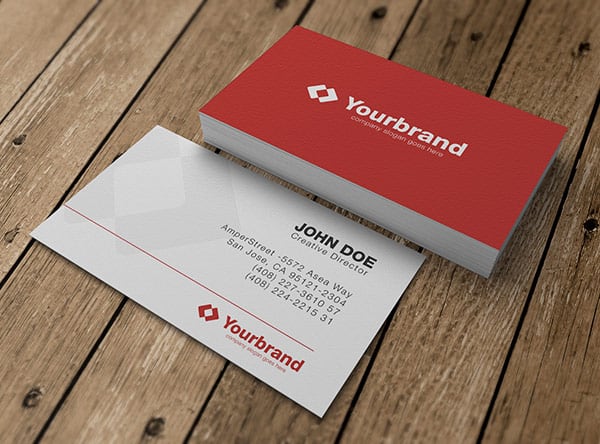 Yourbrand
company slogan goes here
JOHN DOE
Creative Director
AmperStreet -5572 Asea Way
San Jose, CA 95121-2304
(408) 227-3610 57
(408) 224-2215 31
Yourbrand
company slogan goes here